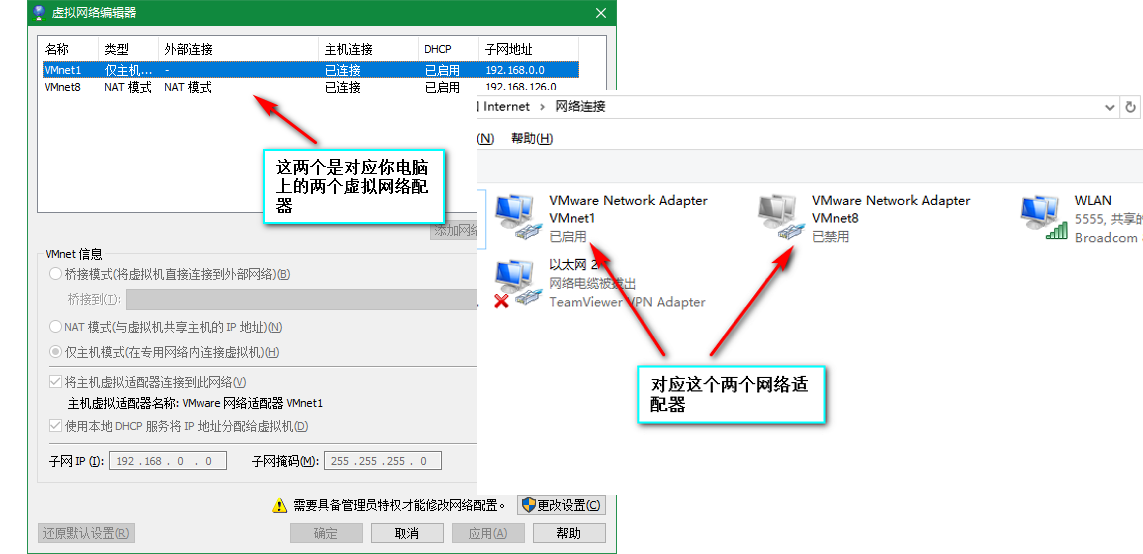 虚拟网络编辑器
名称 类型 外部连接 主机连接 DHCP 子网地址
VMnet1 仅主机... - 已连接 已启用 192.168.0.0
VMnet8 NAT 模式 NAT 模式 已连接 已启用 192.168.126.0
这两个是对应你电脑
上的两个虚拟网络配
器
添加网络
VMnet 信息
桥接模式(将虚拟机直接连接到外部网络)(B)
桥接到(T):
NAT 模式(与虚拟机共享主机的 IP 地址)(N)
仅主机模式(在专用网络内连接虚拟机)(H)
将主机虚拟适配器连接到此网络(V)
主机虚拟适配器名称: VMware 网络适配器 VMnet1
使用本地 DHCP 服务将 IP 地址分配给虚拟机(D)
子网 IP (I): 192 . 168 . 0 . 0 子网掩码(M): 255 .255 .255 . 0
需要具备管理员特权才能修改网络配置。 更改设置(C)
还原默认设置(R) 确定 取消 应用(A) 帮助
Internet › 网络连接
(N) 帮助(H)
VMware Network Adapter
VMnet1
已启用
VMware Network Adapter
VMnet8
已禁用
WLAN
5555, 共享的
Broadcom
以太网 2
网络电缆被拔出
TeamViewer VPN Adapter
对应这个两个网络适
配器